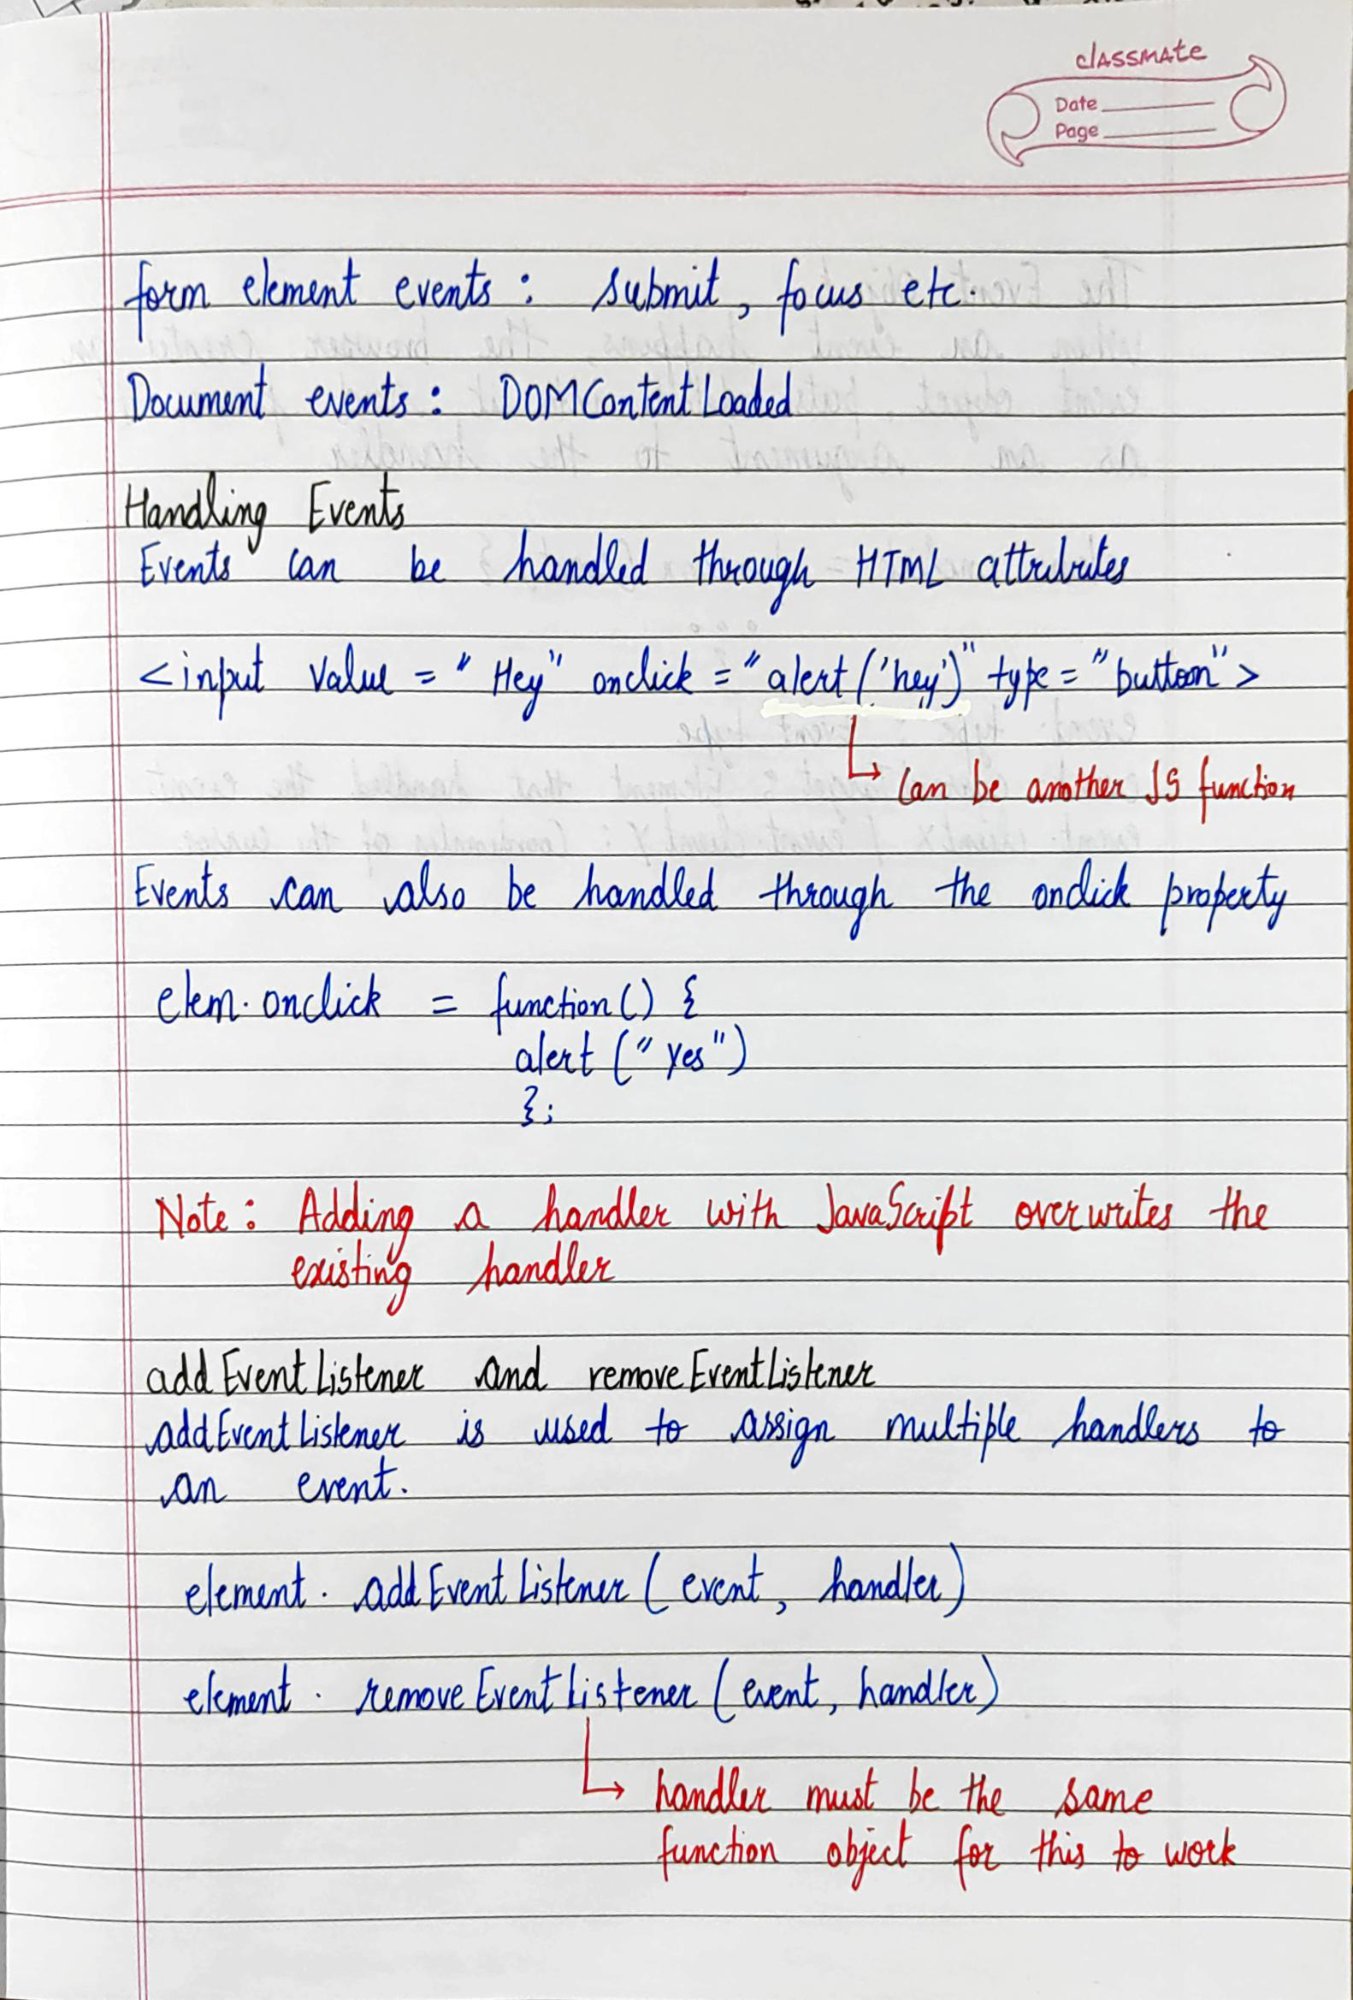 classmate
Date
Page
form element events : submit, focus etc.
Document events : DOMContentLoaded
Handling Events
Events can be handled through HTML attributes
<input value = "Hey" onclick = "alert('hey')" type = "button">
can be another JS function
Events can also be handled through the onclick property
elem.onclick = function() {
alert("yes")
};
Note : Adding a handler with JavaScript overwrites the
existing handler
addEventListener and removeEventListener
addEventListener is used to assign multiple handlers to
an event.
element.addEventListener(event, handler)
element.removeEventListener(event, handler)
handler must be the same
function object for this to work